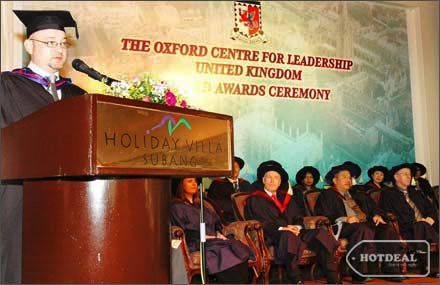 THE OXFORD CENTRE FOR LEADERSHIP
UNITED KINGDOM
D AWARDS CEREMONY
HOLIDAY VILLA
SUBANG
HOTDEAL